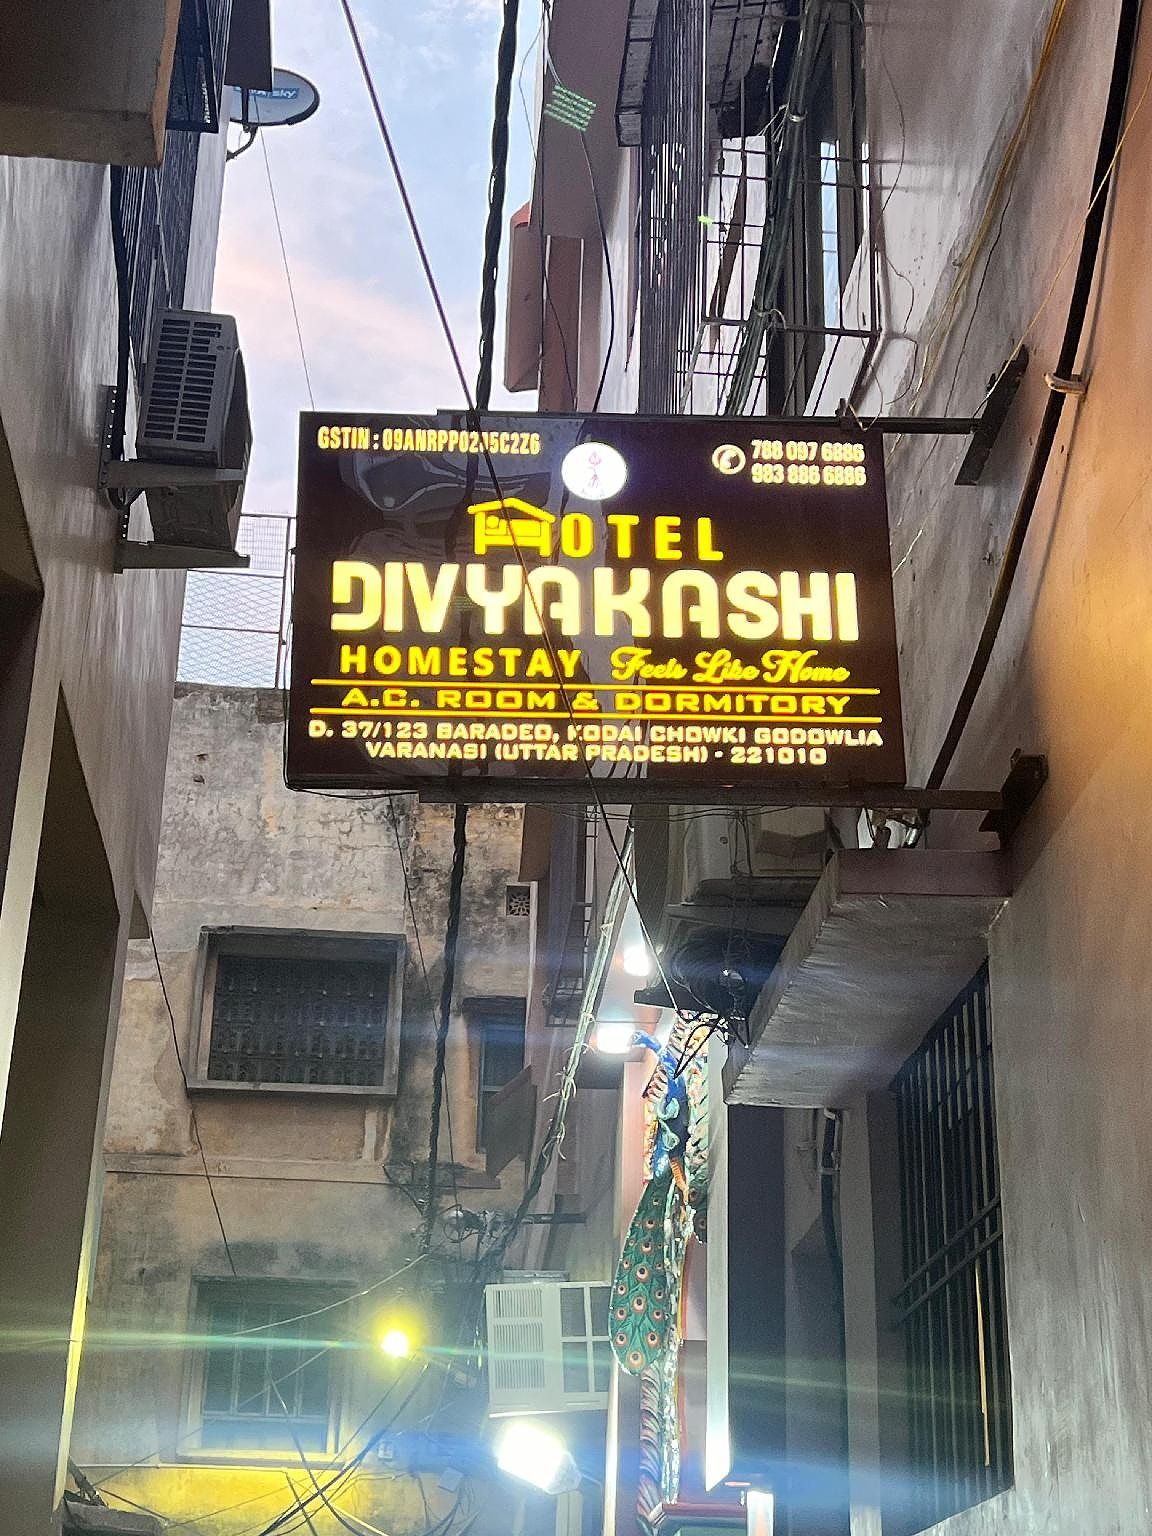 GSTIN : 09ANRPP0215C2Z6
788 097 6886
983 886 6886
HOTEL
DIVYAKASHI
HOMESTAY Feels Like Home
A.C. ROOM & DORMITORY
D. 37/123 BARADEO, KODAI CHOWKI GODOWLIA
VARANASI (UTTAR PRADESH) - 221010